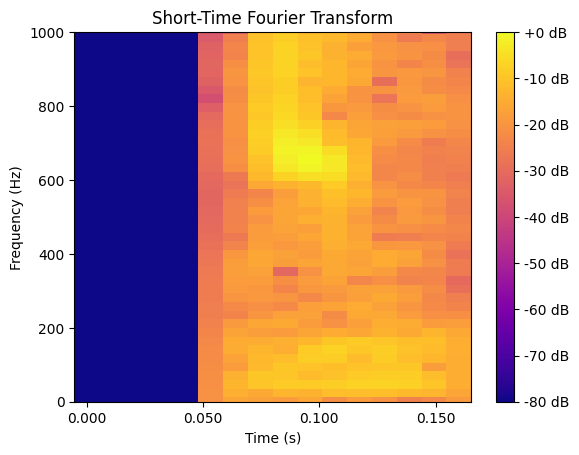 Short-Time Fourier Transform
1000
800
600
400
200
0
Frequency (Hz)
0.000
0.050
0.100
0.150
Time (s)
+0 dB
-10 dB
-20 dB
-30 dB
-40 dB
-50 dB
-60 dB
-70 dB
-80 dB